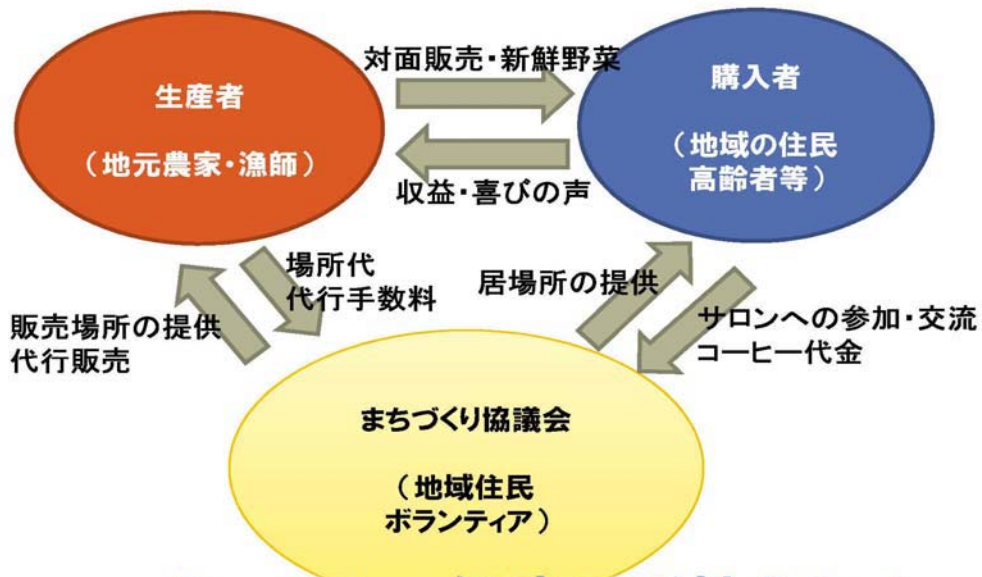 対面販売・新鮮野菜
生産者
(地元農家・漁師)
購入者
(地域の住民
高齢者等)
収益・喜びの声
場所代
代行手数料
居場所の提供
販売場所の提供
代行販売
サロンへの参加・交流
コーヒー代金
まちづくり協議会
(地域住民
ボランティア)